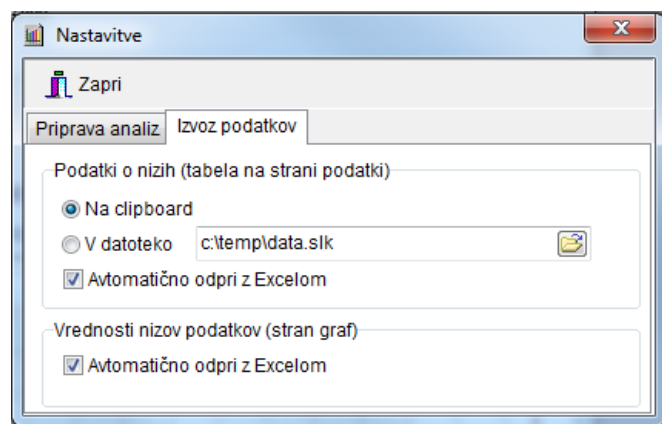 Nastavitve
Zapri
Priprava analiz Izvoz podatkov
Podatki o nizih (tabela na strani podatki)
Na clipboard
V datoteko c:\temp\data.slk
Avtomatično odpri z Excelom
Vrednosti nizov podatkov (stran graf)
Avtomatično odpri z Excelom